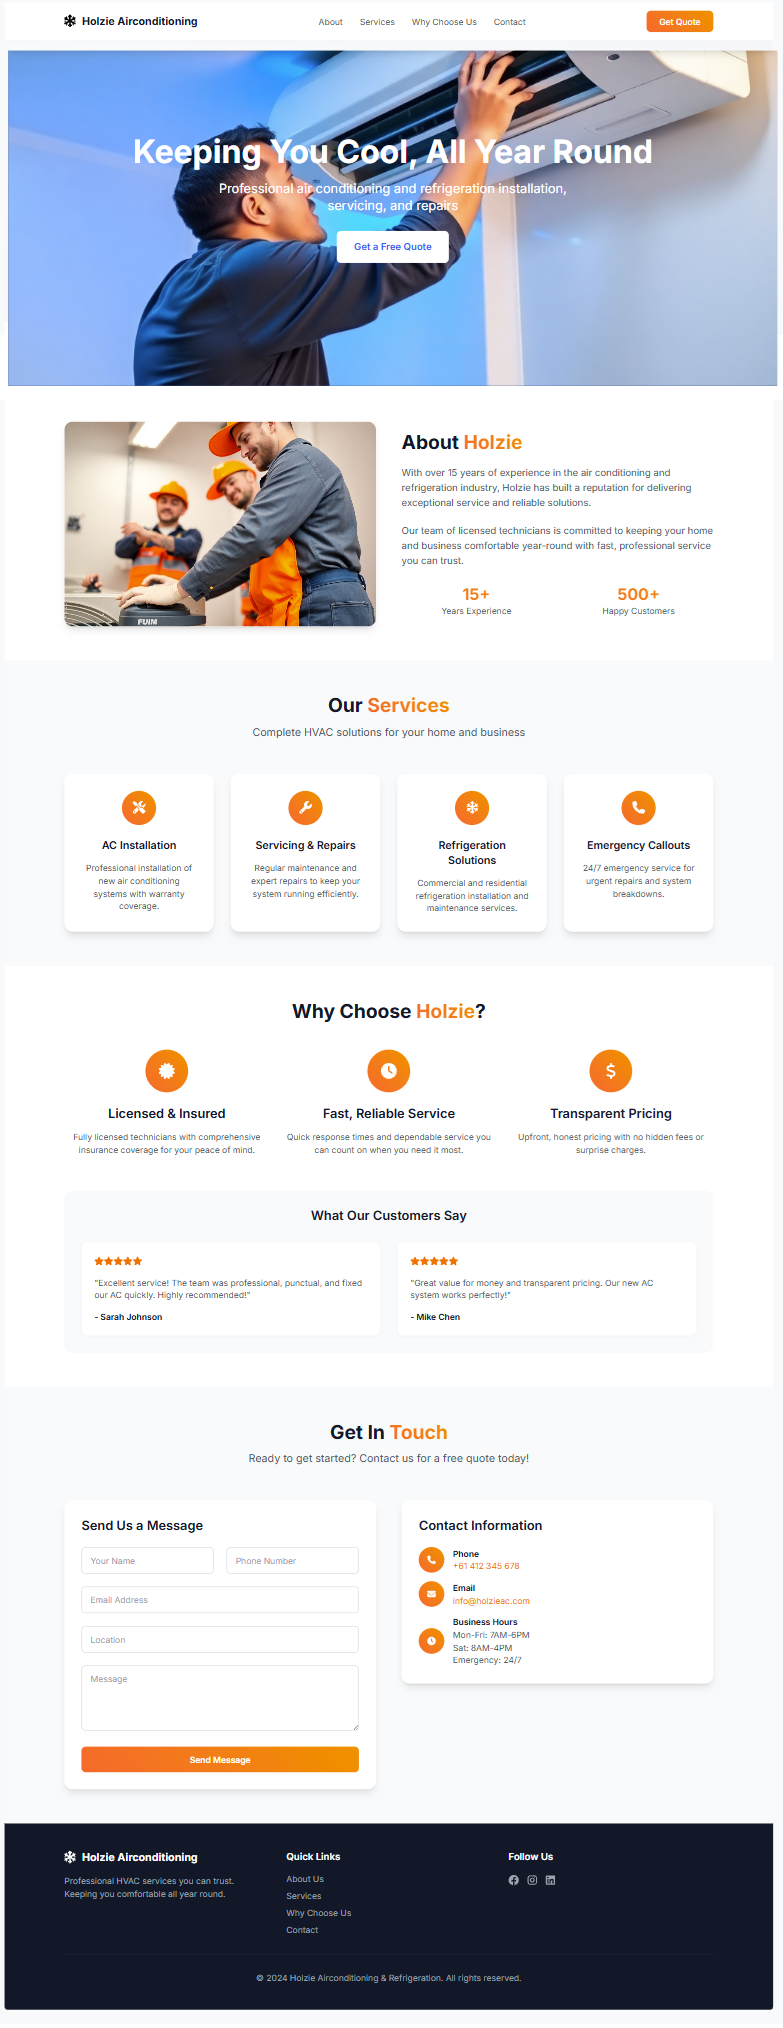 Holzie Airconditioning
About
Services
Why Choose Us
Contact
Get Quote
Keeping You Cool, All Year Round
Professional air conditioning and refrigeration installation,
servicing, and repairs
Get a Free Quote
FUIM
About Holzie
With over 15 years of experience in the air conditioning and
refrigeration industry, Holzie has built a reputation for delivering
exceptional service and reliable solutions.
Our team of licensed technicians is committed to keeping your home
and business comfortable year-round with fast, professional service
you can trust.
15+
Years Experience
500+
Happy Customers
Our Services
Complete HVAC solutions for your home and business
AC Installation
Professional installation of
new air conditioning
systems with warranty
coverage.
Servicing & Repairs
Regular maintenance and
expert repairs to keep your
system running efficiently.
Refrigeration
Solutions
Commercial and residential
refrigeration installation and
maintenance services.
Emergency Callouts
24/7 emergency service for
urgent repairs and system
breakdowns.
Why Choose Holzie?
Licensed & Insured
Fully licensed technicians with comprehensive
insurance coverage for your peace of mind.
Fast, Reliable Service
Quick response times and dependable service you
can count on when you need it most.
Transparent Pricing
Upfront, honest pricing with no hidden fees or
surprise charges.
What Our Customers Say
"Excellent service! The team was professional, punctual, and fixed
our AC quickly. Highly recommended!"
- Sarah Johnson
"Great value for money and transparent pricing. Our new AC
system works perfectly!"
- Mike Chen
Get In Touch
Ready to get started? Contact us for a free quote today!
Send Us a Message
Your Name
Phone Number
Email Address
Location
Message
Send Message
Contact Information
Phone
+61 412 345 678
Email
info@holzieac.com
Business Hours
Mon-Fri: 7AM-6PM
Sat: 8AM-4PM
Emergency: 24/7
Holzie Airconditioning
Professional HVAC services you can trust.
Keeping you comfortable all year round.
Quick Links
About Us
Services
Why Choose Us
Contact
Follow Us
© 2024 Holzie Airconditioning & Refrigeration. All rights reserved.